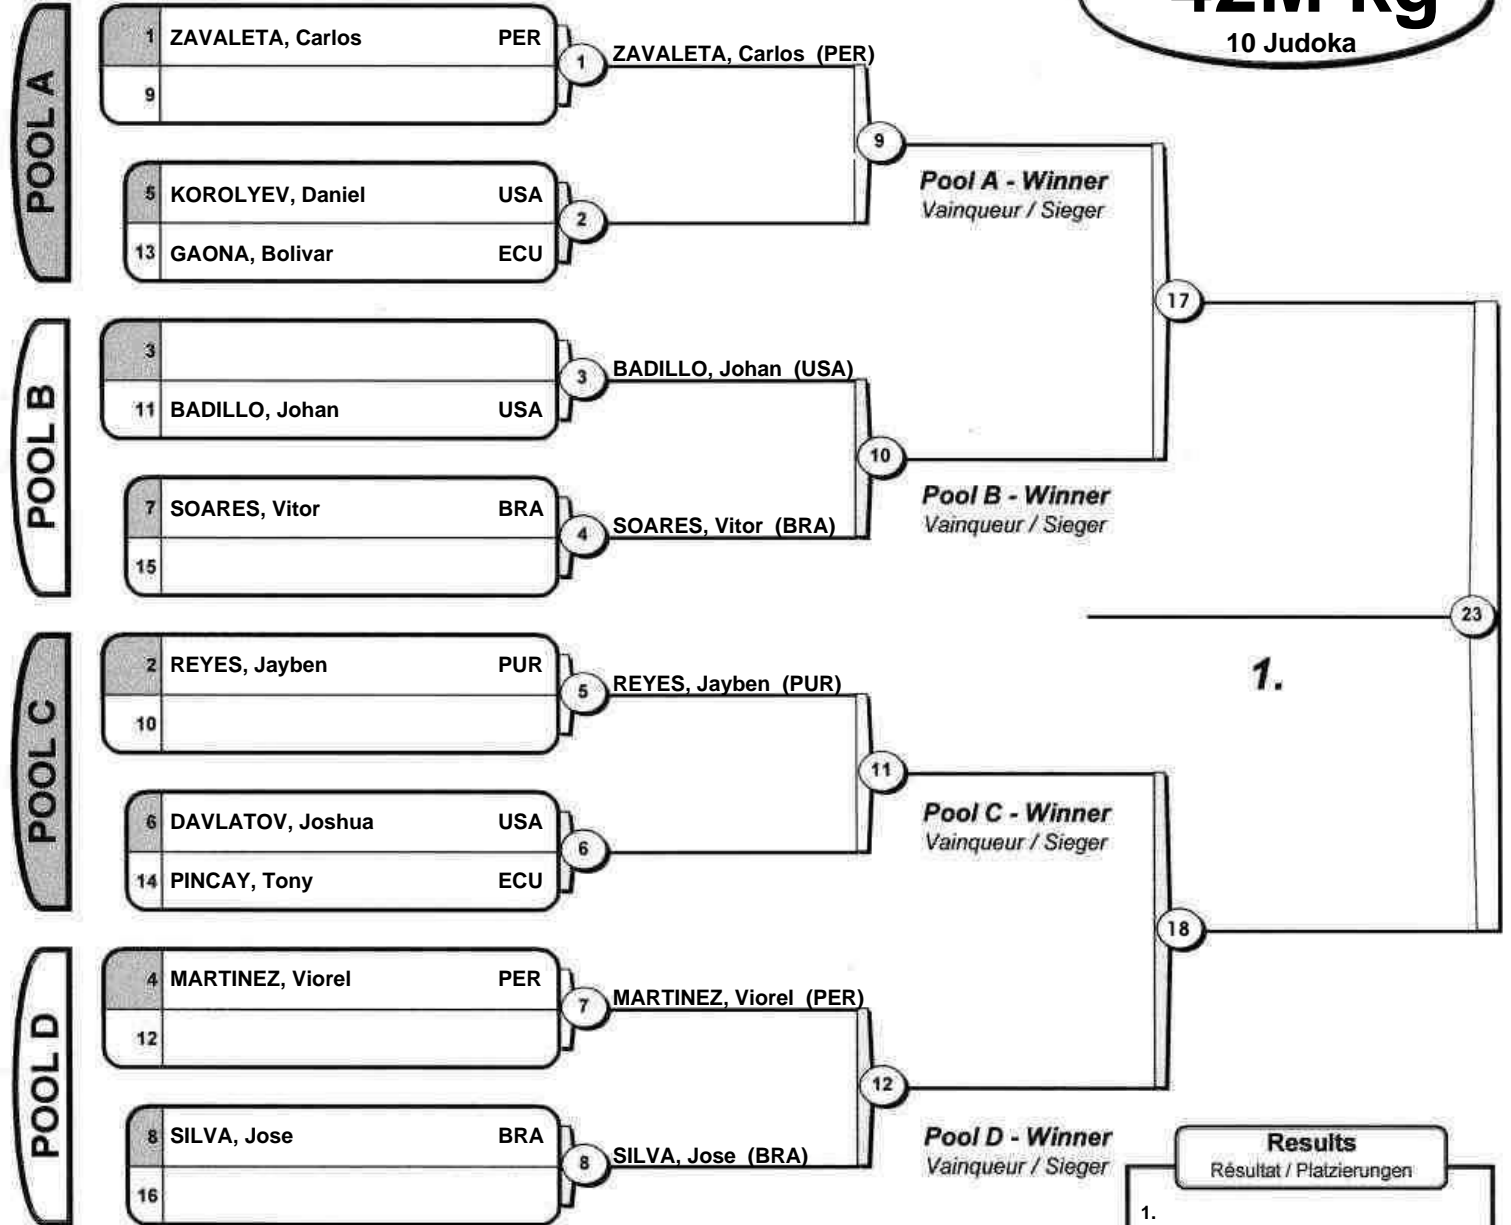 42M kg
10 Judoka
POOL A
1 ZAVALETA, Carlos PER
9
1 ZAVALETA, Carlos (PER)
9
5 KOROLYEV, Daniel USA
13 GAONA, Bolivar ECU
2
Pool A - Winner
Vainqueur / Sieger
17
POOL B
3
11 BADILLO, Johan USA
3 BADILLO, Johan (USA)
10
7 SOARES, Vitor BRA
15
4 SOARES, Vitor (BRA)
Pool B - Winner
Vainqueur / Sieger
23
1.
POOL C
2 REYES, Jayben PUR
10
5 REYES, Jayben (PUR)
11
6 DAVLATOV, Joshua USA
14 PINCAY, Tony ECU
6
Pool C - Winner
Vainqueur / Sieger
18
POOL D
4 MARTINEZ, Viorel PER
12
7 MARTINEZ, Viorel (PER)
12
8 SILVA, Jose BRA
16
8 SILVA, Jose (BRA)
Pool D - Winner
Vainqueur / Sieger
Results
Résultat / Platzierungen
1.